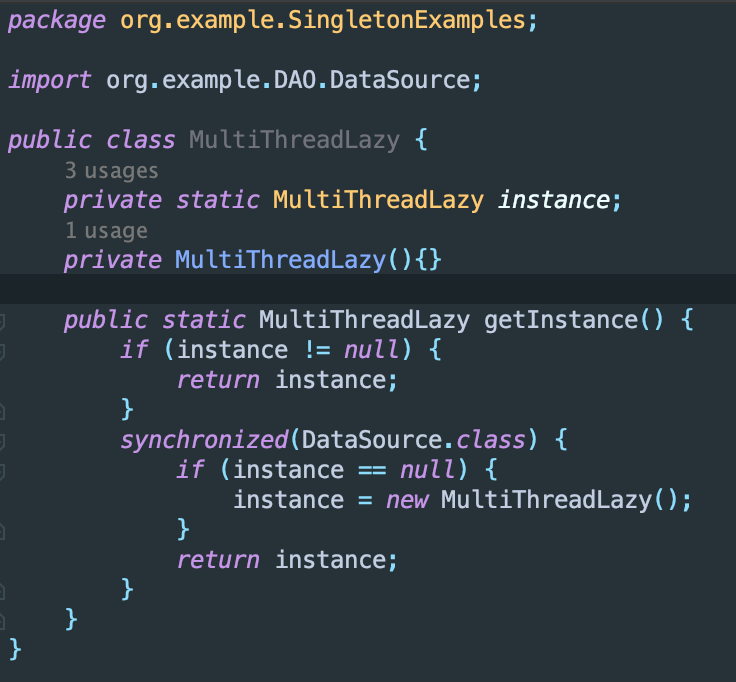 package org.example.SingletonExamples;
import org.example.DAO.DataSource;
public class MultiThreadLazy {
3 usages
private static MultiThreadLazy instance;
1 usage
private MultiThreadLazy(){}
public static MultiThreadLazy getInstance() {
if (instance != null) {
return instance;
}
synchronized(DataSource.class) {
if (instance == null) {
instance = new MultiThreadLazy();
}
return instance;
}
}
}